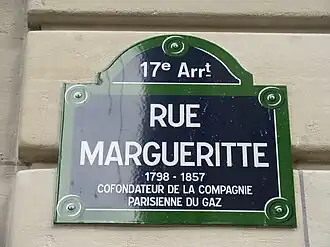 17e Arrt
RUE
MARGUERITTE
1798 - 1857
COFONDATEUR DE LA COMPAGNIE
PARISIENNE DU GAZ